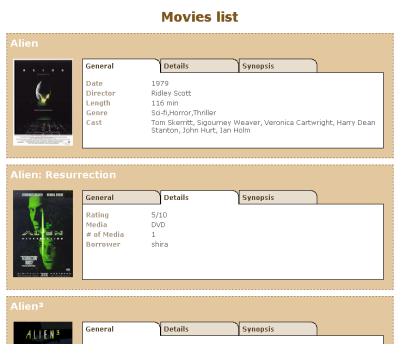 Movies list
Alien
General Details Synopsis
Date 1979
Director Ridley Scott
Length 116 min
Genre Sci-fi,Horror,Thriller
Cast Tom Skerritt, Sigourney Weaver, Veronica Cartwright, Harry Dean
Stanton, John Hurt, Ian Holm
Alien: Resurrection
General Details Synopsis
Rating 5/10
Media DVD
# of Media 1
Borrower shira
Alien³
General Details Synopsis
ALIEN³